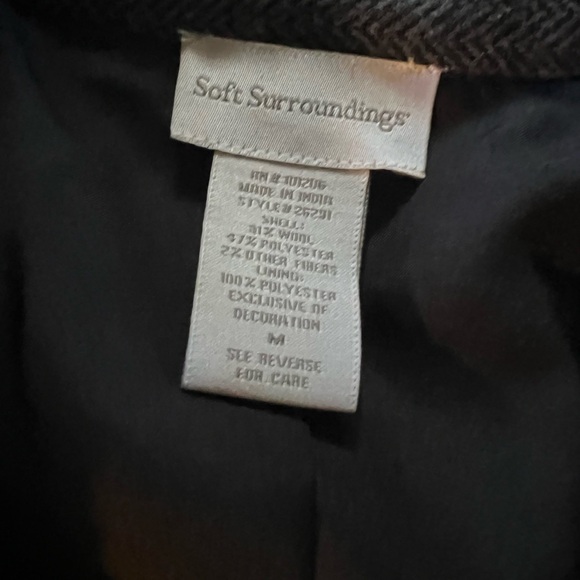 Soft Surroundings
RN # 101206
MADE IN INDIA
STYLE # 26291
SHELL:
% WOOL
47% POLYESTER
2% OTHER FIBERS
LINING:
100% POLYESTER
EXCLUSIVE OF
DECORATION
M
SEE REVERSE
FOR CARE